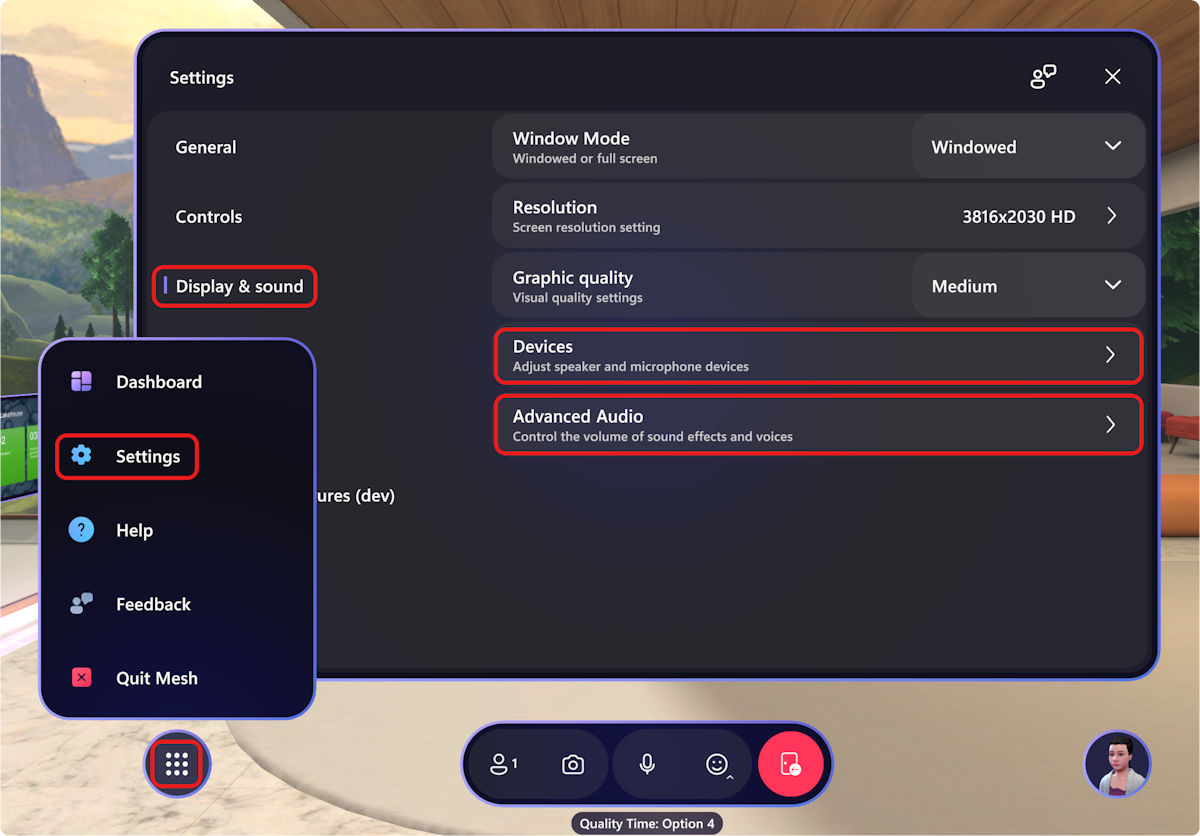 Settings
General
Controls
Display & sound
ures (dev)
Window Mode
Windowed or full screen
Windowed
Resolution
Screen resolution setting
3816x2030 HD
Graphic quality
Visual quality settings
Medium
Devices
Adjust speaker and microphone devices
Advanced Audio
Control the volume of sound effects and voices
Dashboard
Settings
? Help
Feedback
Quit Mesh
1
Quality Time: Option 4